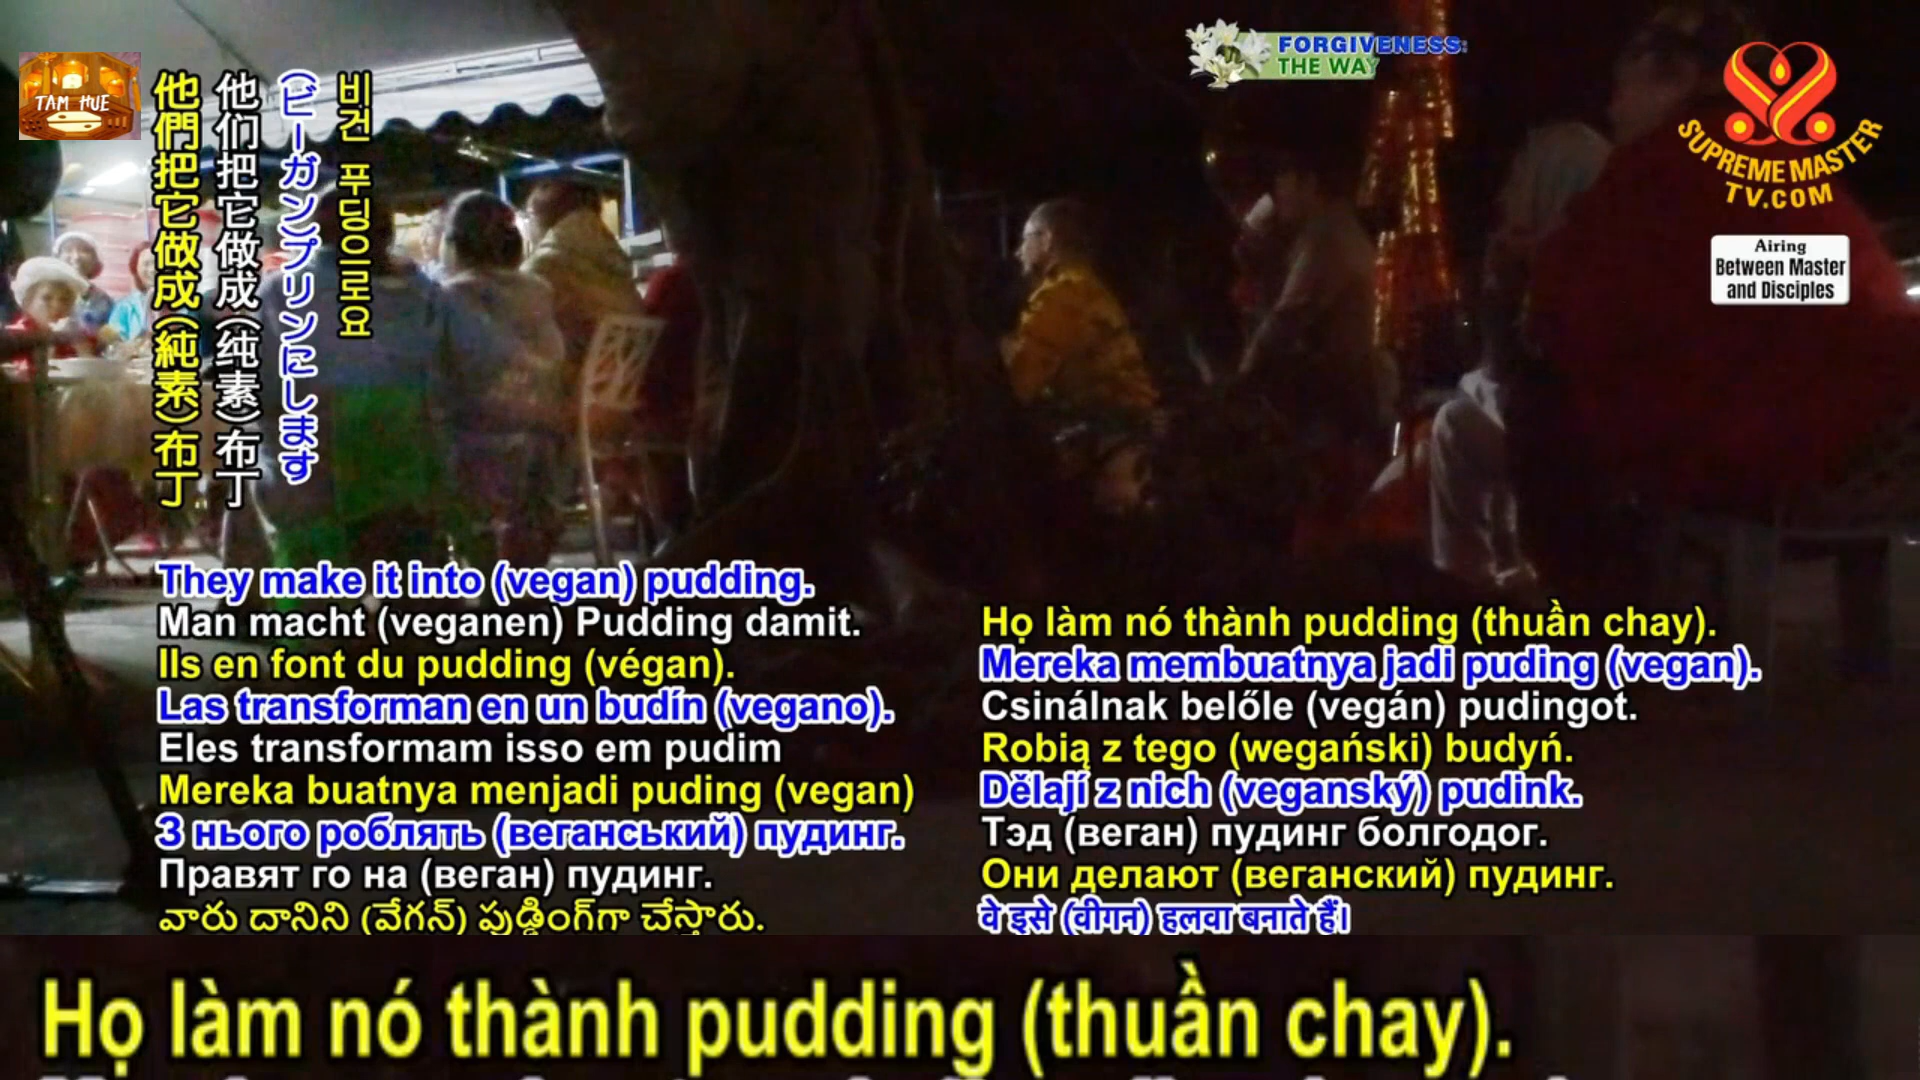 TAM HUE
FORGIVENESS:
THE WAY
SUPREME MASTER
TV.COM
Airing
Between Master
and Disciples
他們把它做成(純素)布丁
他们把它做成(纯素)布丁
(ビーガン)プリンにします
비건 푸딩으로요
They make it into (vegan) pudding.
Man macht (veganen) Pudding damit.
Ils en font du pudding (végan).
Las transforman en un budín (vegano).
Eles transformam isso em pudim
Mereka buatnya menjadi puding (vegan)
З нього роблять (веганський) пудинг.
Правят го на (веган) пудинг.
వారు దానిని (వేగన్) పుడ్డింగ్‌గా చేస్తారు.
Họ làm nó thành pudding (thuần chay).
Mereka membuatnya jadi puding (vegan).
Csinálnak belőle (vegán) pudingot.
Robią z tego (wegański) budyń.
Dělají z nich (veganský) pudink.
Тэд (веган) пудинг болгодог.
Они делают (веганский) пудинг.
वे इसे (वीगन) हलवा बनाते हैं।
Họ làm nó thành pudding (thuần chay).